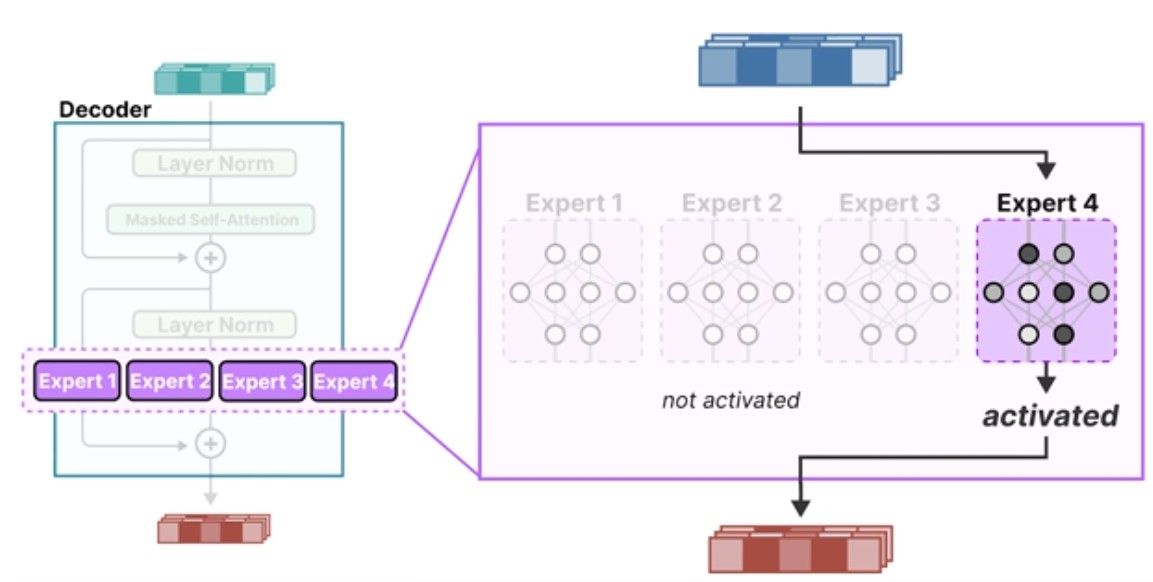 Decoder
Layer Norm
Masked Self-Attention
Layer Norm
Expert 1 Expert 2 Expert 3 Expert 4
Expert 1 Expert 2 Expert 3 Expert 4
not activated
activated